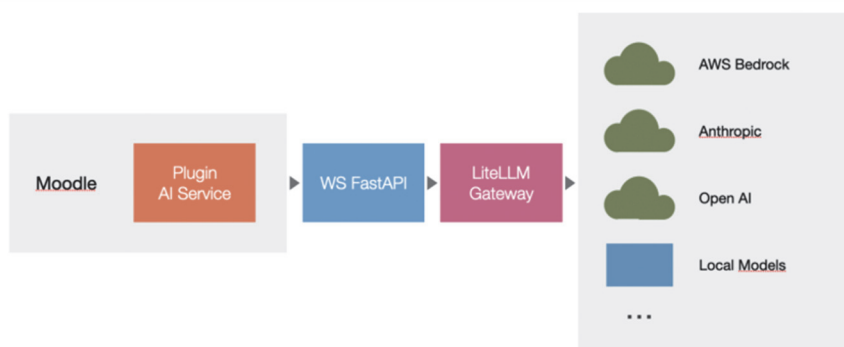 Moodle
Plugin
AI Service
WS FastAPI
LiteLLM
Gateway
AWS Bedrock
Anthropic
Open AI
Local Models
...